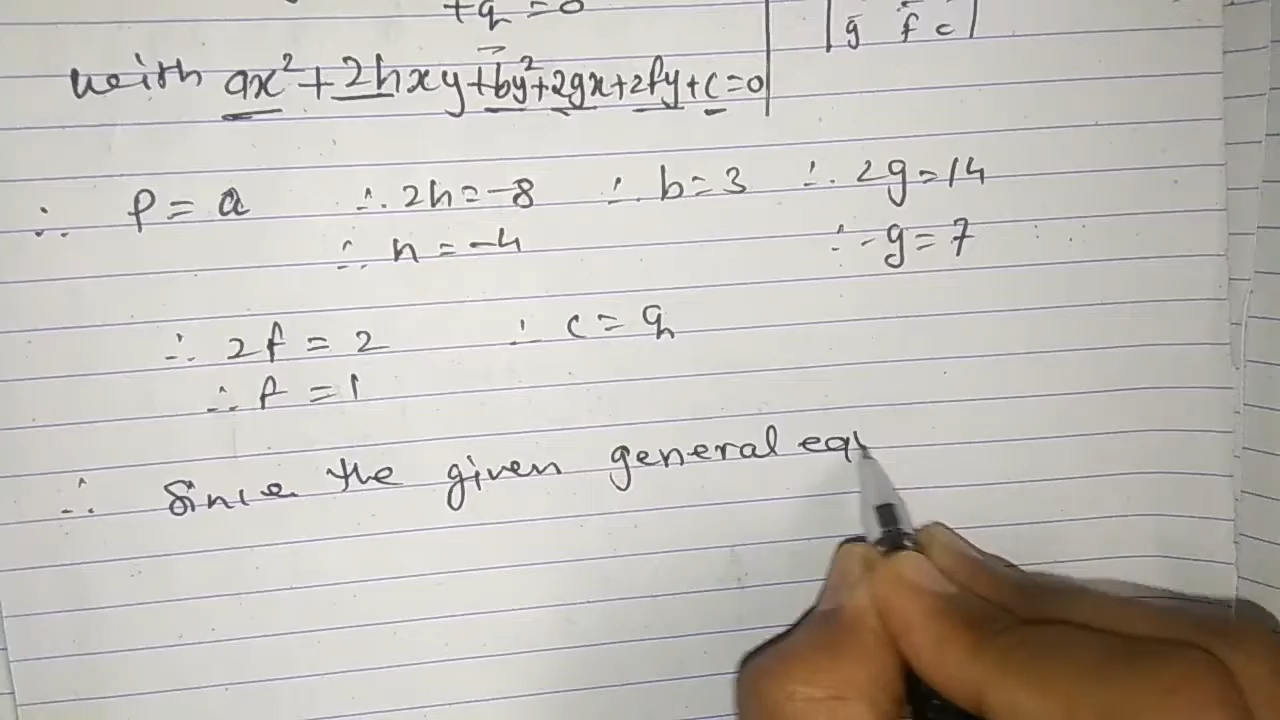 +q = 0
g f c
with ax² + 2hxy + by² + 2gx + 2fy + c = 0
∴ P = a ∴ 2h = -8 ∴ b = 3 ∴ 2g = 14
∴ h = -4 ∴ g = 7
∴ 2f = 2 ∴ c = q
∴ f = 1
∴ Since the given general equ